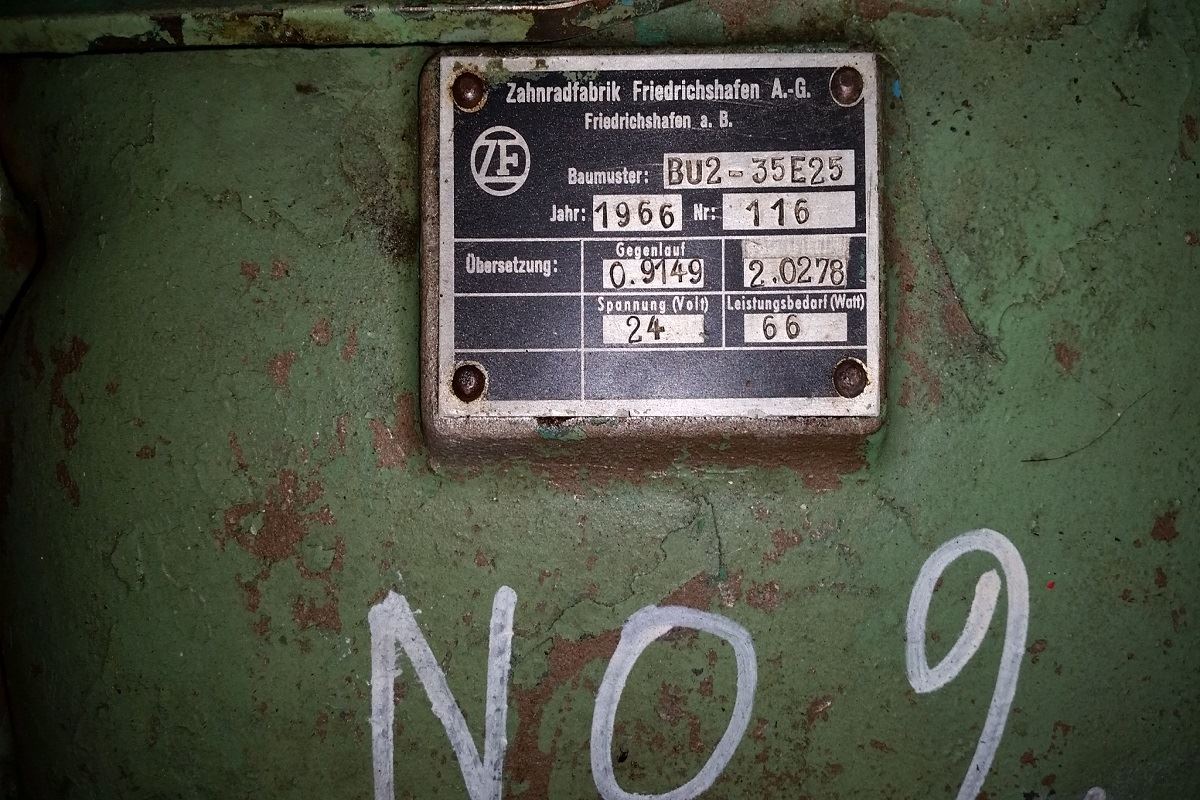 Zahnradfabrik Friedrichshafen A.-G.
Friedrichshafen a. B.
ZF
Baumuster: BU2-35E25
Jahr: 1966 Nr: 116
Übersetzung: Gegenlauf
0.9149 2.0278
Spannung (Volt) Leistungsbedarf (Watt)
24 66
NO 9